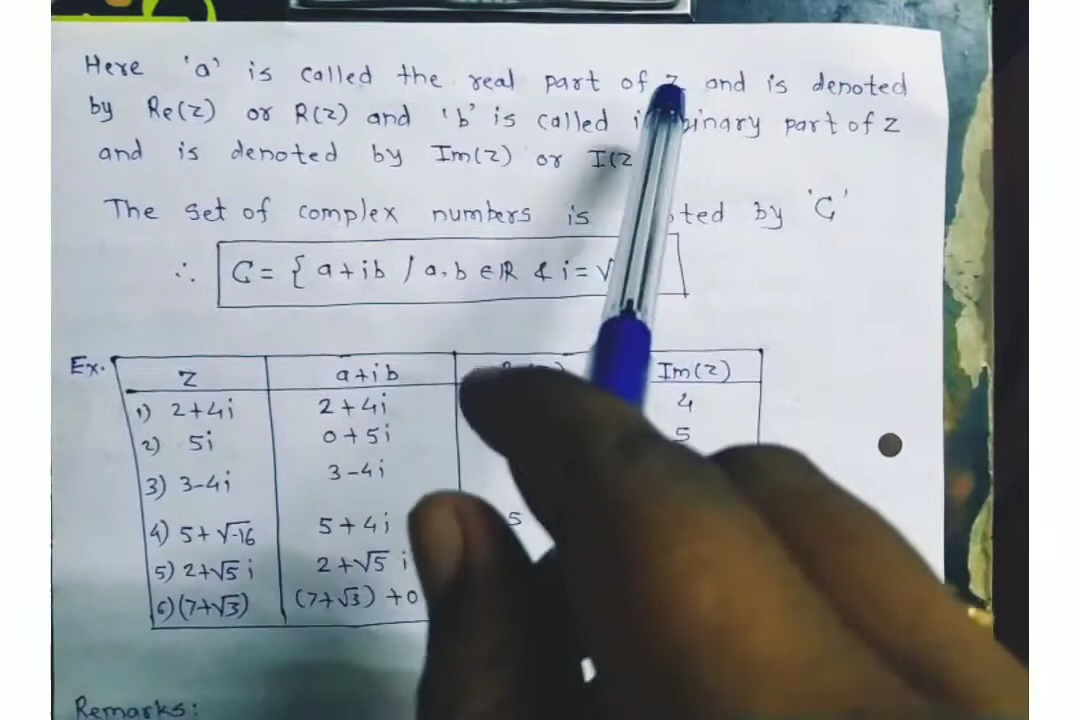 Here 'a' is called the real part of z and is denoted
by Re(z) or R(z) and 'b' is called part of z
and is denoted by Im(z) or I(z
The set of complex numbers is by 'C'
∴ C = { a+ib / a, b ∈ ℝ & i = √
Ex.
z a+ib Im(z)
1) 2+4i 2+4i 4
2) 5i 0+5i 5
3) 3-4i 3-4i
4) 5+√-16 5+4i 5
5) 2+√5 i 2+√5 i
6) (7+√3) (7+√3) +0
Remarks: